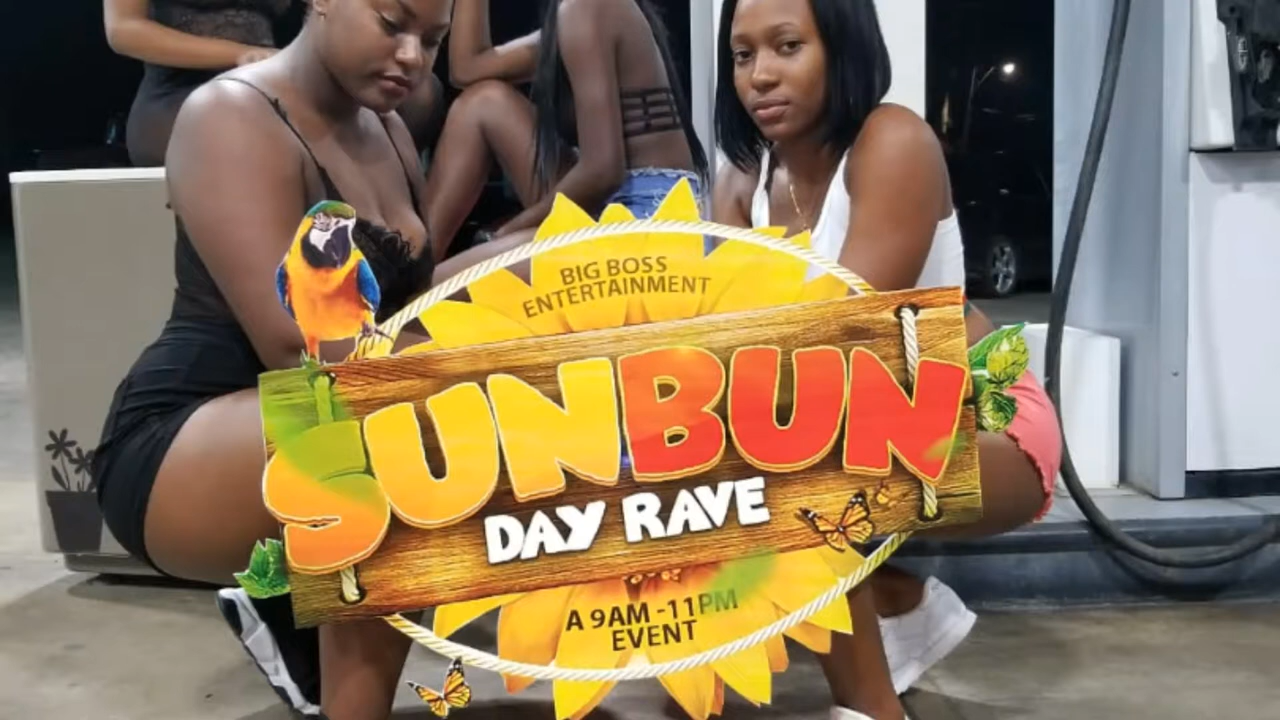 BIG BOSS
ENTERTAINMENT
SUNBUN
DAY RAVE
A 9AM -11PM
EVENT